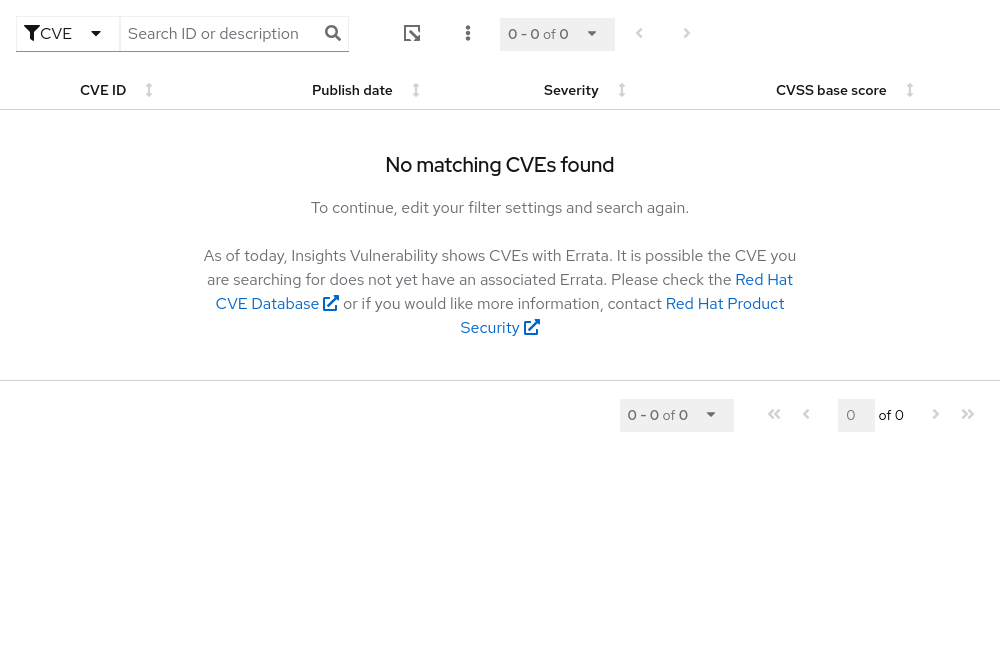 CVE Search ID or description 0 - 0 of 0
CVE ID Publish date Severity CVSS base score
No matching CVEs found
To continue, edit your filter settings and search again.
As of today, Insights Vulnerability shows CVEs with Errata. It is possible the CVE you
are searching for does not yet have an associated Errata. Please check the Red Hat
CVE Database or if you would like more information, contact Red Hat Product
Security
0 - 0 of 0 0 of 0